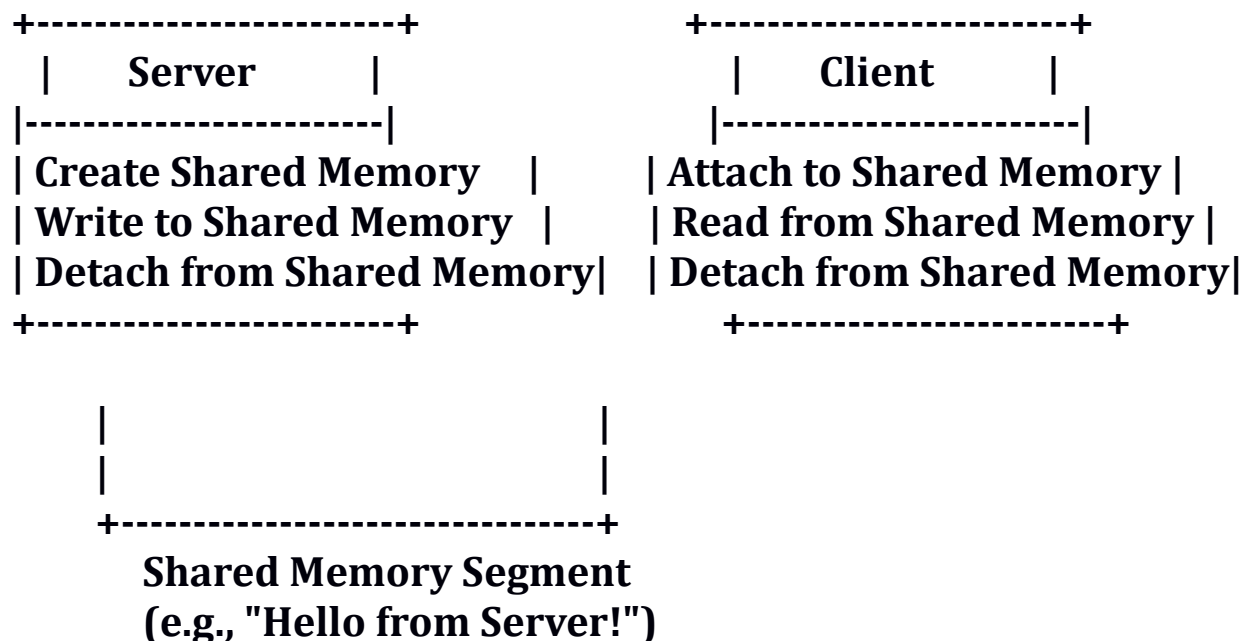 +-------------------------+ +-------------------------+
| Server | | Client |
|-------------------------| |-------------------------|
| Create Shared Memory | | Attach to Shared Memory |
| Write to Shared Memory | | Read from Shared Memory |
| Detach from Shared Memory| | Detach from Shared Memory|
+-------------------------+ +-------------------------+
| |
| |
+---------------------------------+
Shared Memory Segment
(e.g., "Hello from Server!")